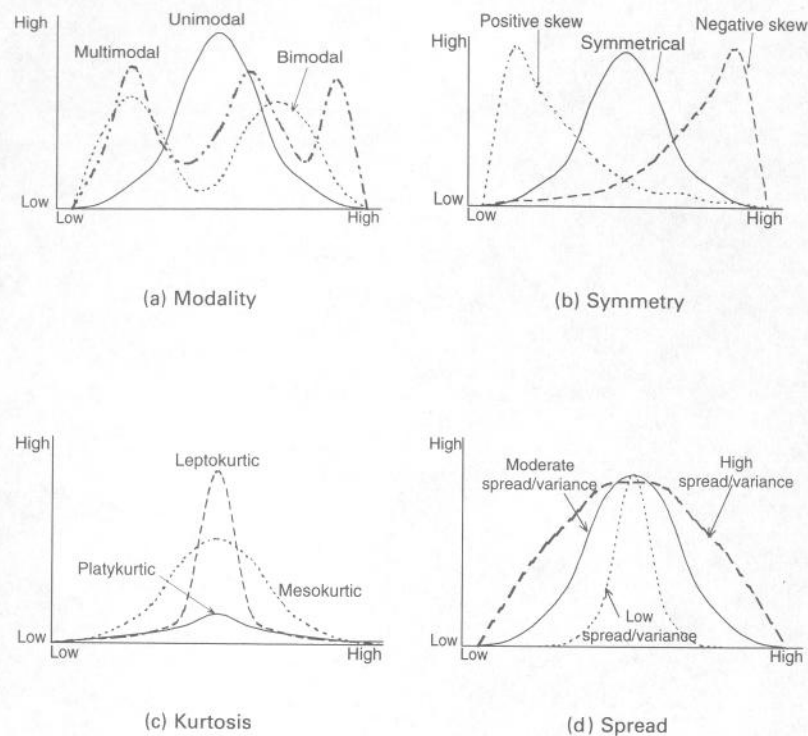 High
Unimodal
Multimodal
Bimodal
Low
Low
High
(a) Modality
Positive skew
Negative skew
High
Symmetrical
Low
Low
High
(b) Symmetry
High
Leptokurtic
Platykurtic
Mesokurtic
Low
Low
High
(c) Kurtosis
High
Moderate
spread/variance
High
spread/variance
Low
spread/variance
Low
Low
High
(d) Spread